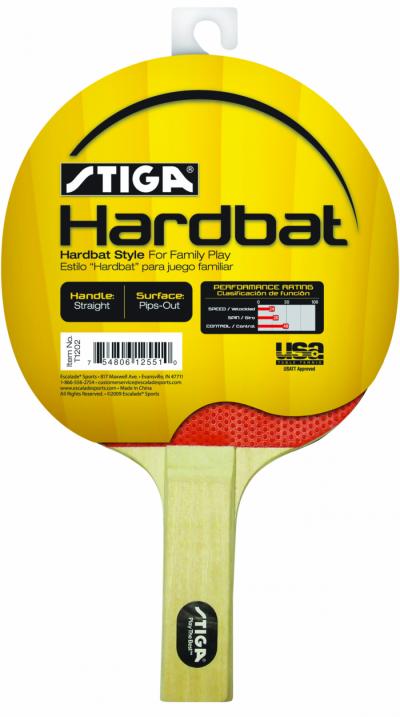 STIGA®
Hardbat
Hardbat Style For Family Play
Estilo "Hardbat" para juego familiar
Handle:
Straight
Surface:
Pips-Out
PERFORMANCE RATING
Clasificación de función
0 50 100
SPEED / Velocidad
SPIN / Giro
CONTROL / Control
Item No.
T1202
7 54806 12551 0
usa
TABLE TENNIS
USATT Approved
Escalade® Sports • 817 Maxwell Ave. • Evansville, IN 47711
1-866-556-2754 • customerservice@escaladesports.com •
www.escaladesports.com • Made in China
All Rights Reserved. • ©2009 Escalade® Sports
STIGA®
Play The Best™